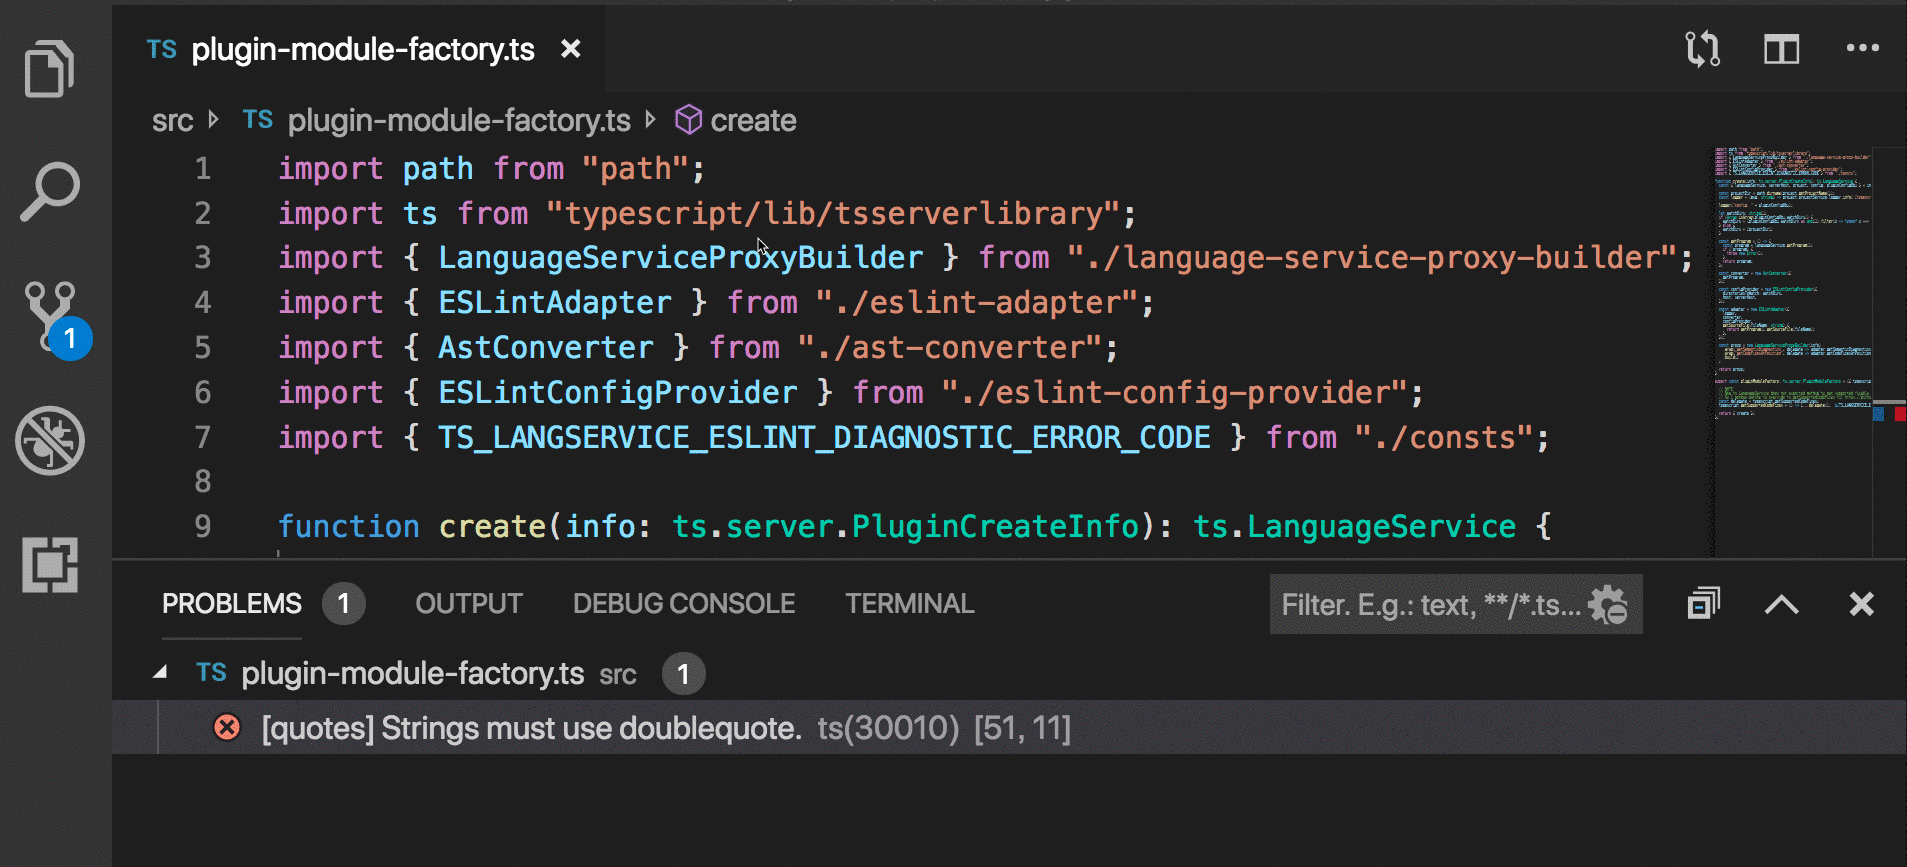 TS plugin-module-factory.ts
src TS plugin-module-factory.ts create
1 import path from "path";
2 import ts from "typescript/lib/tsserverlibrary";
3 import { LanguageServiceProxyBuilder } from "./language-service-proxy-builder";
4 import { ESLintAdapter } from "./eslint-adapter";
5 import { AstConverter } from "./ast-converter";
6 import { ESLintConfigProvider } from "./eslint-config-provider";
7 import { TS_LANGSERVICE_ESLINT_DIAGNOSTIC_ERROR_CODE } from "./consts";
8
9 function create(info: ts.server.PluginCreateInfo): ts.LanguageService {
1
PROBLEMS 1 OUTPUT DEBUG CONSOLE TERMINAL Filter. E.g.: text, **/*.ts...
TS plugin-module-factory.ts src 1
[quotes] Strings must use doublequote. ts(30010) [51, 11]